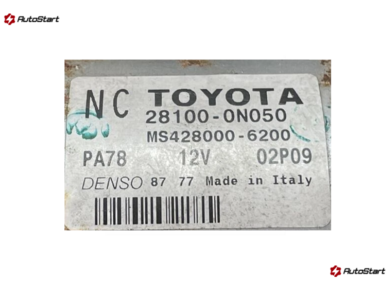 AutoStart
NC TOYOTA
28100-0N050
MS428000-6200
PA78 12V 02P09
DENSO 87 77 Made in Italy
AutoStart